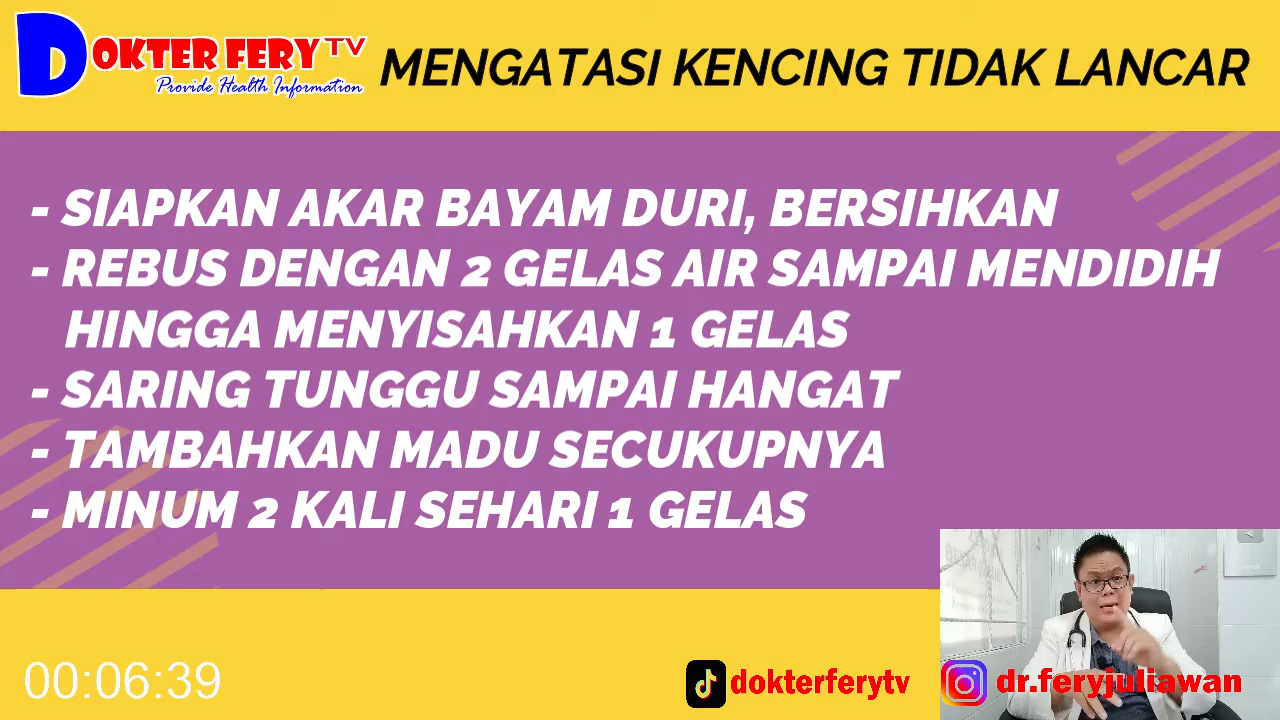 DOKTER FERY TV
Provide Health Information
MENGATASI KENCING TIDAK LANCAR
- SIAPKAN AKAR BAYAM DURI, BERSIHKAN
- REBUS DENGAN 2 GELAS AIR SAMPAI MENDIDIH
HINGGA MENYISAHKAN 1 GELAS
- SARING TUNGGU SAMPAI HANGAT
- TAMBAHKAN MADU SECUKUPNYA
- MINUM 2 KALI SEHARI 1 GELAS
00:06:39
dokterferytv
dr.feryjuliawan